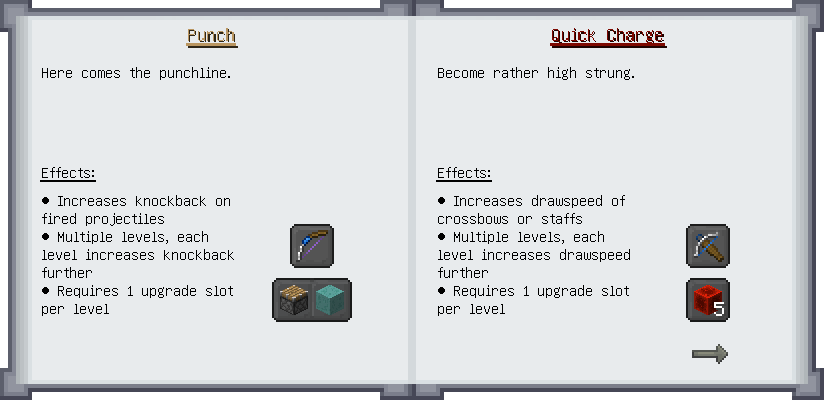 Punch
Here comes the punchline.
Effects:
● Increases knockback on
fired projectiles
● Multiple levels, each
level increases knockback
further
● Requires 1 upgrade slot
per level
Quick Charge
Become rather high strung.
Effects:
● Increases drawspeed of
crossbows or staffs
● Multiple levels, each
level increases drawspeed
further
● Requires 1 upgrade slot
per level
5